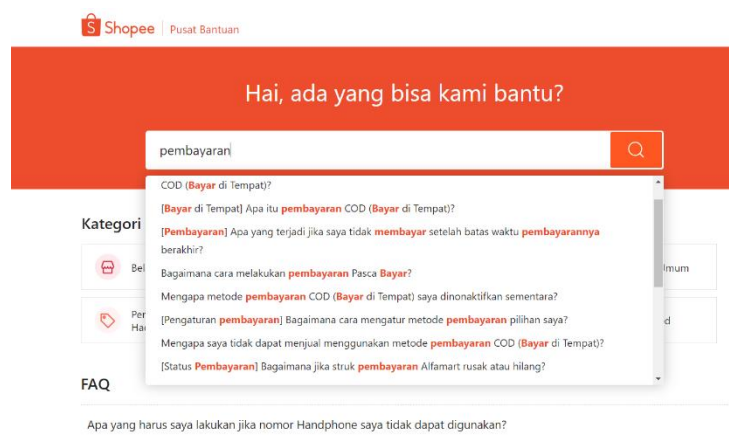 Shopee Pusat Bantuan
Hai, ada yang bisa kami bantu?
pembayaran
COD (Bayar di Tempat)?
[Bayar di Tempat] Apa itu pembayaran COD (Bayar di Tempat)?
[Pembayaran] Apa yang terjadi jika saya tidak membayar setelah batas waktu pembayarannya
berakhir?
Bagaimana cara melakukan pembayaran Pasca Bayar?
Mengapa metode pembayaran COD (Bayar di Tempat) saya dinonaktifkan sementara?
[Pengaturan pembayaran] Bagaimana cara mengatur metode pembayaran pilihan saya?
Mengapa saya tidak dapat menjual menggunakan metode pembayaran COD (Bayar di Tempat)?
[Status Pembayaran] Bagaimana jika struk pembayaran Alfamart rusak atau hilang?
Kategori
FAQ
Apa yang harus saya lakukan jika nomor Handphone saya tidak dapat digunakan?